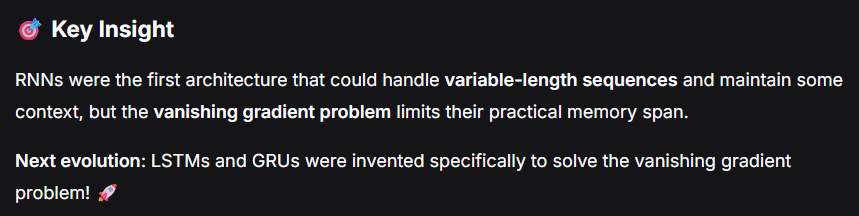 🎯 Key Insight
RNNs were the first architecture that could handle variable-length sequences and maintain some
context, but the vanishing gradient problem limits their practical memory span.
Next evolution: LSTMs and GRUs were invented specifically to solve the vanishing gradient
problem! 🚀